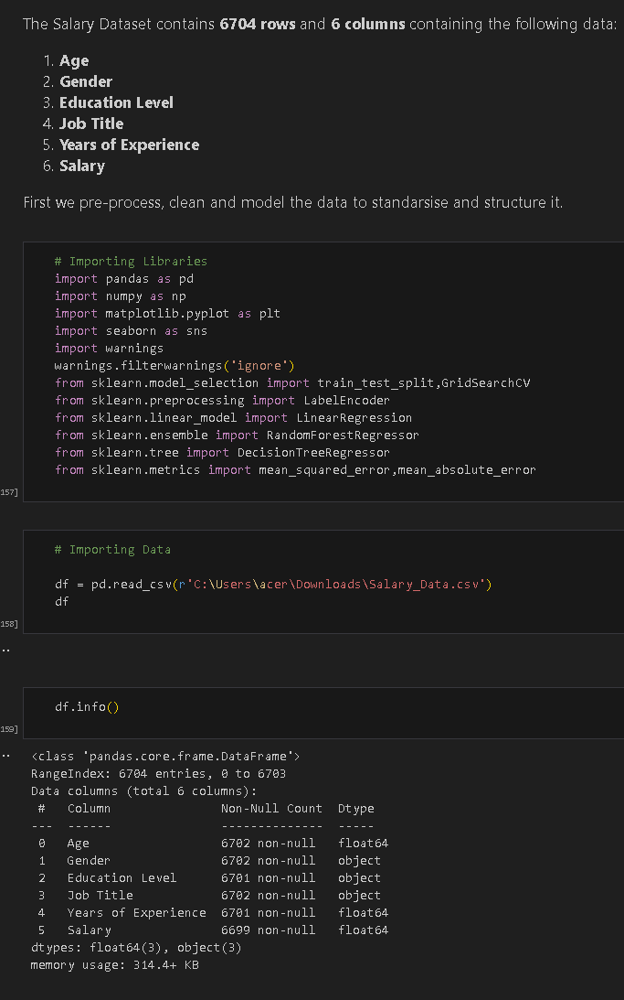 The Salary Dataset contains 6704 rows and 6 columns containing the following data:
1. Age
2. Gender
3. Education Level
4. Job Title
5. Years of Experience
6. Salary
First we pre-process, clean and model the data to standarsise and structure it.
# Importing Libraries
import pandas as pd
import numpy as np
import matplotlib.pyplot as plt
import seaborn as sns
import warnings
warnings.filterwarnings('ignore')
from sklearn.model_selection import train_test_split,GridSearchCV
from sklearn.preprocessing import LabelEncoder
from sklearn.linear_model import LinearRegression
from sklearn.ensemble import RandomForestRegressor
from sklearn.tree import DecisionTreeRegressor
from sklearn.metrics import mean_squared_error,mean_absolute_error
157]
# Importing Data
df = pd.read_csv(r'C:\Users\acer\Downloads\Salary_Data.csv')
df
158]
..
df.info()
159]
..
<class 'pandas.core.frame.DataFrame'>
RangeIndex: 6704 entries, 0 to 6703
Data columns (total 6 columns):
#   Column               Non-Null Count  Dtype
---  ------               --------------  -----
0   Age                  6702 non-null   float64
1   Gender               6702 non-null   object
2   Education Level      6701 non-null   object
3   Job Title            6702 non-null   object
4   Years of Experience  6701 non-null   float64
5   Salary               6699 non-null   float64
dtypes: float64(3), object(3)
memory usage: 314.4+ KB